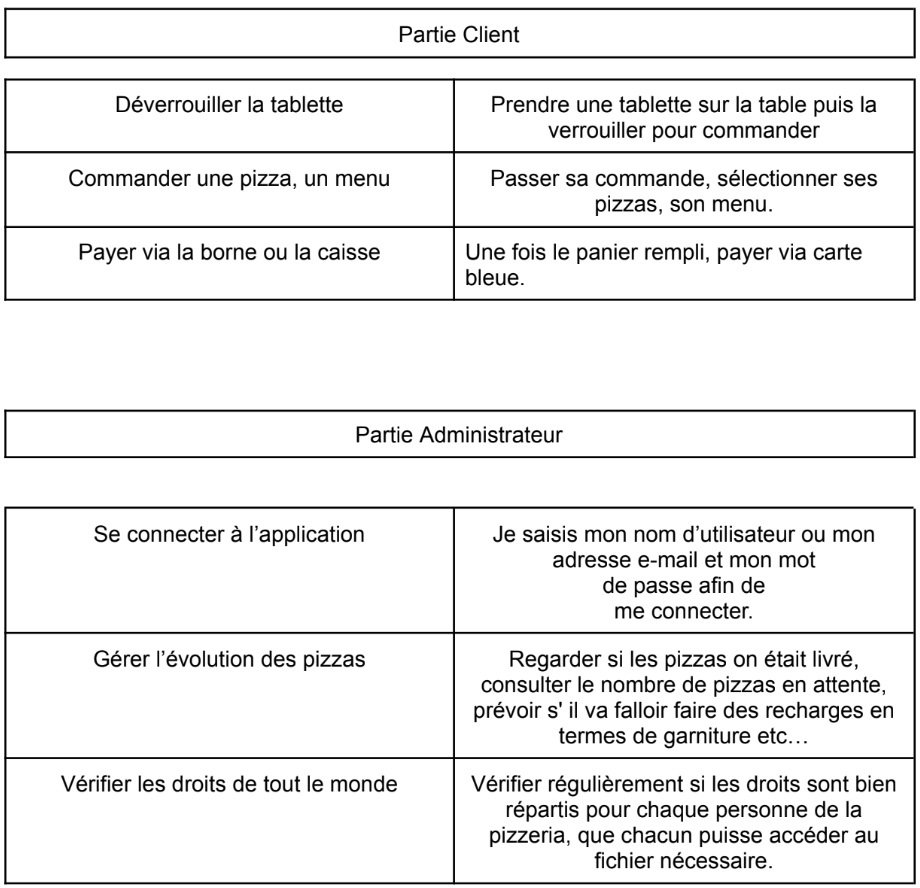 Partie Client
Déverrouiller la tablette
Prendre une tablette sur la table puis la
verrouiller pour commander
Commander une pizza, un menu
Passer sa commande, sélectionner ses
pizzas, son menu.
Payer via la borne ou la caisse
Une fois le panier rempli, payer via carte
bleue.
Partie Administrateur
Se connecter à l’application
Je saisis mon nom d’utilisateur ou mon
adresse e-mail et mon mot
de passe afin de
me connecter.
Gérer l’évolution des pizzas
Regarder si les pizzas on était livré,
consulter le nombre de pizzas en attente,
prévoir s' il va falloir faire des recharges en
termes de garniture etc…
Vérifier les droits de tout le monde
Vérifier régulièrement si les droits sont bien
répartis pour chaque personne de la
pizzeria, que chacun puisse accéder au
fichier nécessaire.